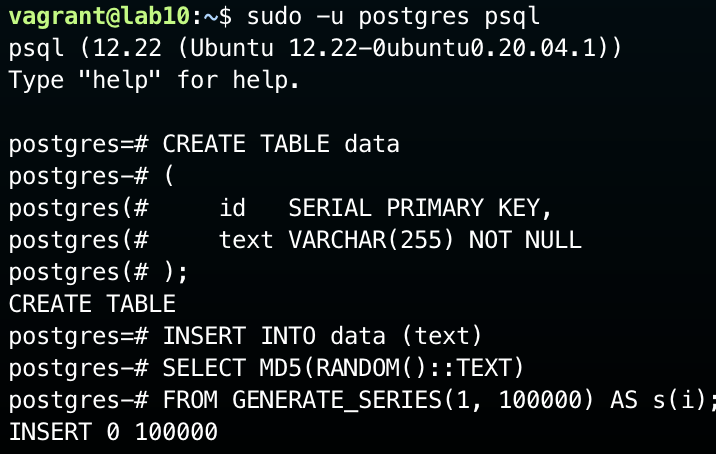 vagrant@lab10:~$ sudo -u postgres psql
psql (12.22 (Ubuntu 12.22-0ubuntu0.20.04.1))
Type "help" for help.

postgres=# CREATE TABLE data
postgres-# (
postgres(#     id   SERIAL PRIMARY KEY,
postgres(#     text VARCHAR(255) NOT NULL
postgres(# );
CREATE TABLE
postgres=# INSERT INTO data (text)
postgres-# SELECT MD5(RANDOM()::TEXT)
postgres-# FROM GENERATE_SERIES(1, 100000) AS s(i);
INSERT 0 100000